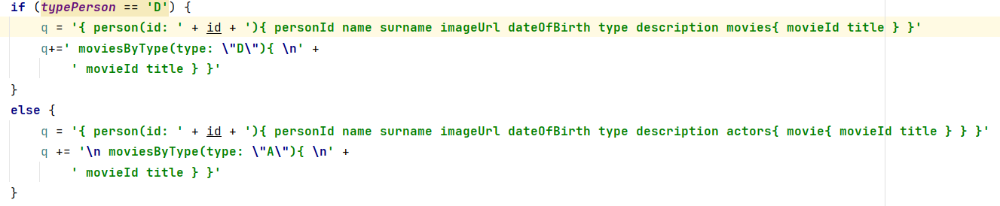 if (typePerson == 'D') {
q = '{ person(id: ' + id + '){ personId name surname imageUrl dateOfBirth type description movies{ movieId title } }'
q+=' moviesByType(type: \"D\"){ \n' +
' movieId title } }'
}
else {
q = '{ person(id: ' + id + '){ personId name surname imageUrl dateOfBirth type description actors{ movie{ movieId title } } }'
q += '\n moviesByType(type: \"A\"){ \n' +
' movieId title } }'
}